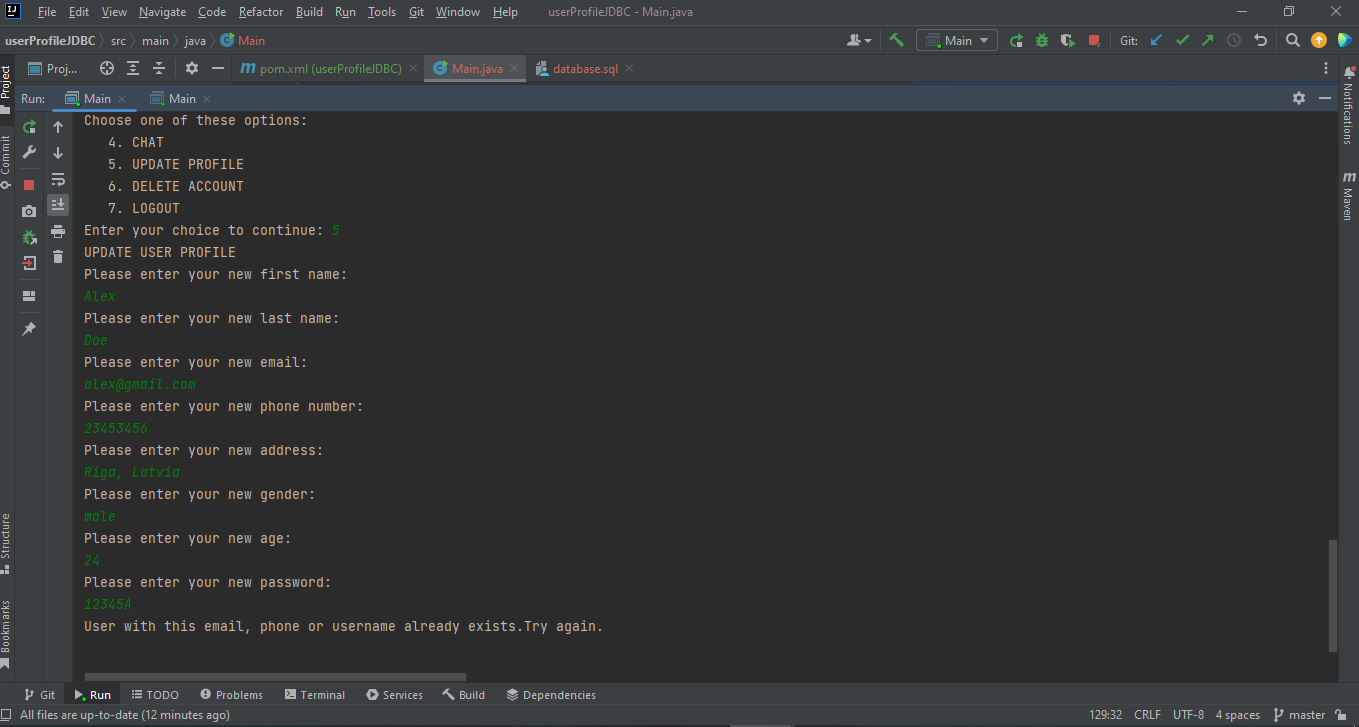 File Edit View Navigate Code Refactor Build Run Tools Git Window Help userProfileJDBC - Main.java
userProfileJDBC src main java Main Main Git:
Proj... pom.xml (userProfileJDBC) Main.java database.sql
Run: Main Main
Choose one of these options:
4. CHAT
5. UPDATE PROFILE
6. DELETE ACCOUNT
7. LOGOUT
Enter your choice to continue: 5
UPDATE USER PROFILE
Please enter your new first name:
Alex
Please enter your new last name:
Doe
Please enter your new email:
alex@gmail.com
Please enter your new phone number:
23453456
Please enter your new address:
Riga, Latvia
Please enter your new gender:
male
Please enter your new age:
24
Please enter your new password:
12345A
User with this email, phone or username already exists.Try again.
Project
Commit
Structure
Bookmarks
Notifications
Maven
Git Run TODO Problems Terminal Services Build Dependencies
All files are up-to-date (12 minutes ago) 129:32 CRLF UTF-8 4 spaces master